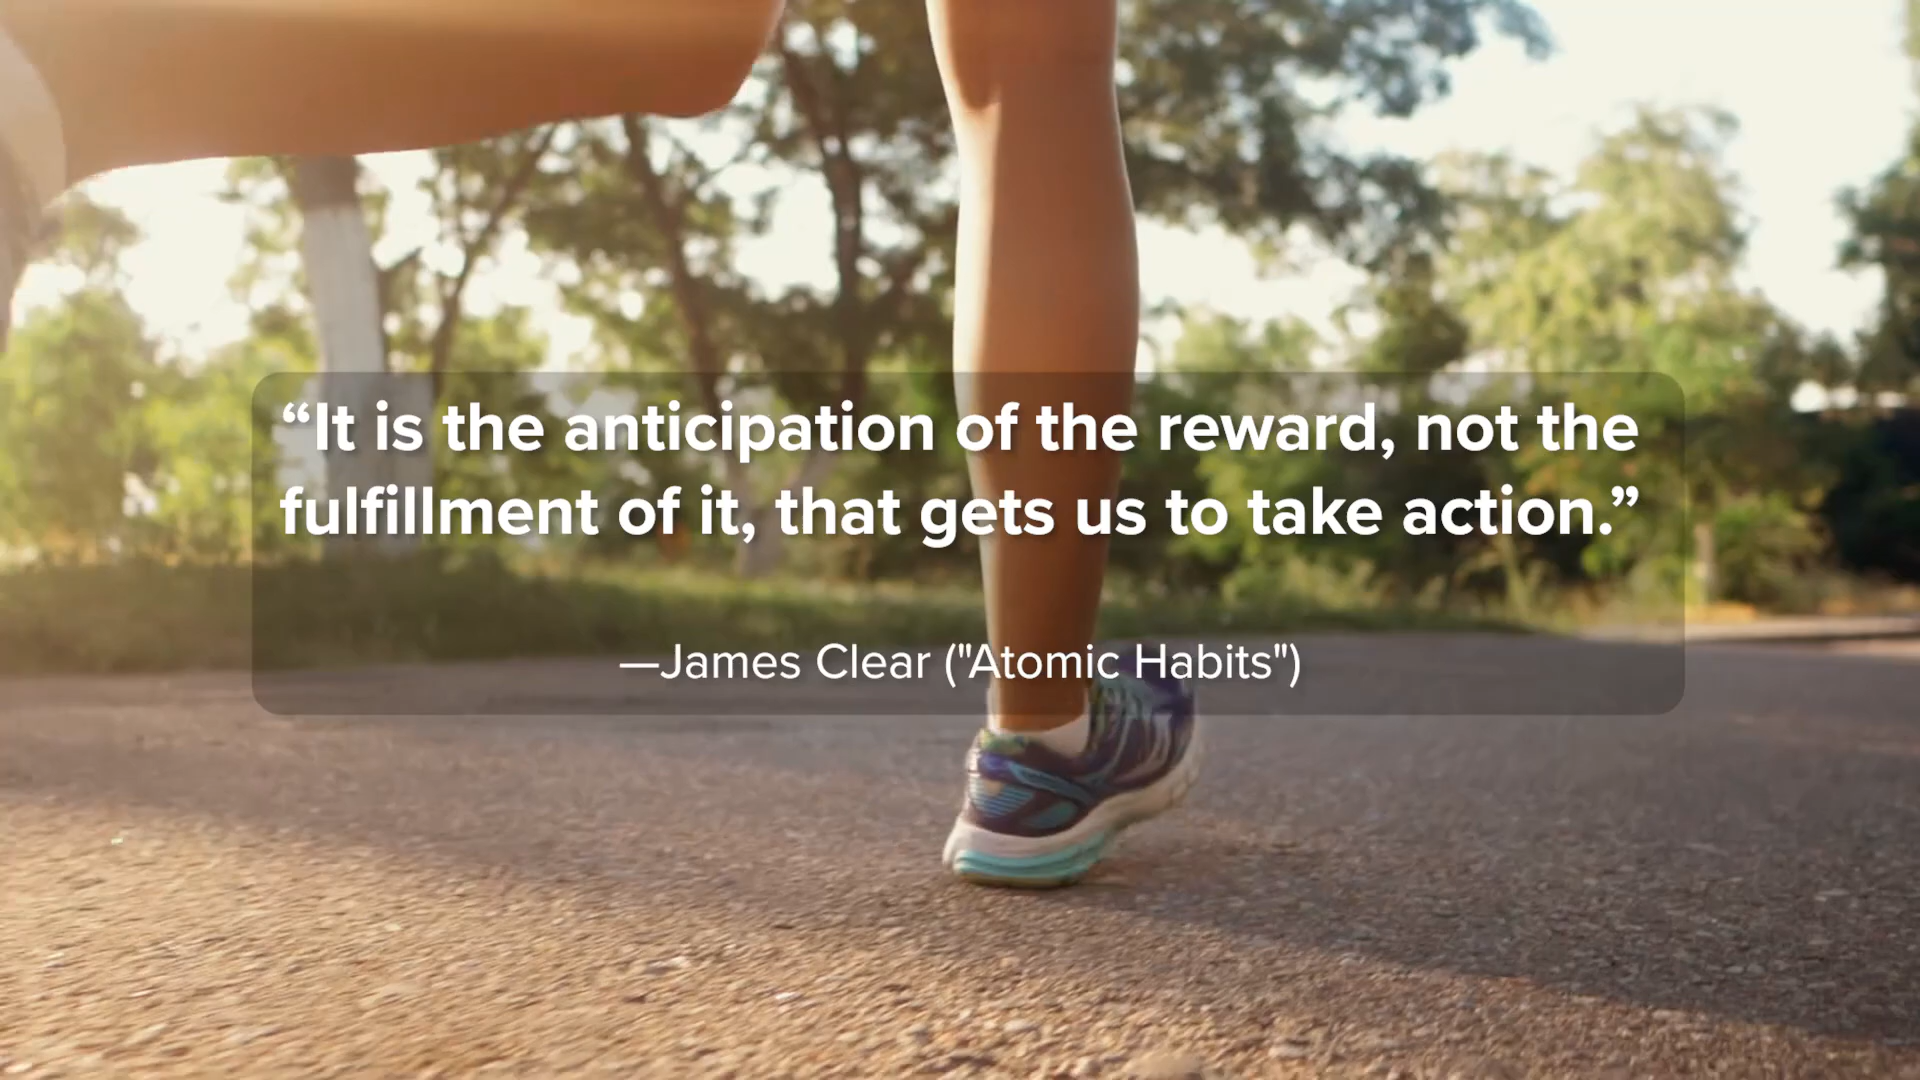 “It is the anticipation of the reward, not the
fulfillment of it, that gets us to take action.”
—James Clear ("Atomic Habits")